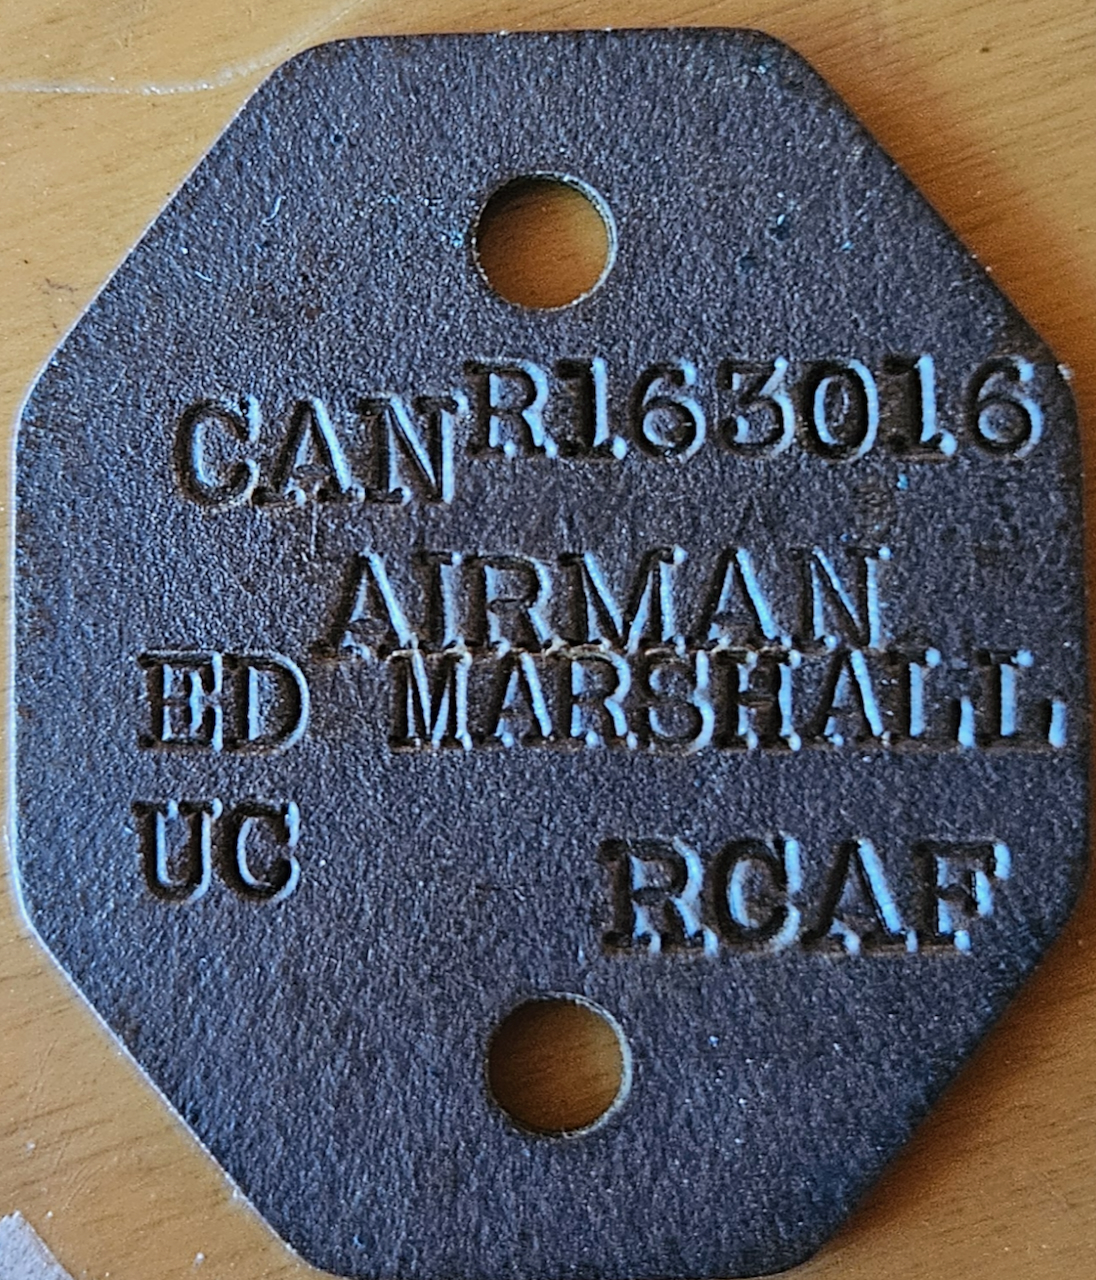 CAN R163016
AIRMAN
ED MARSHALL
UC RCAF